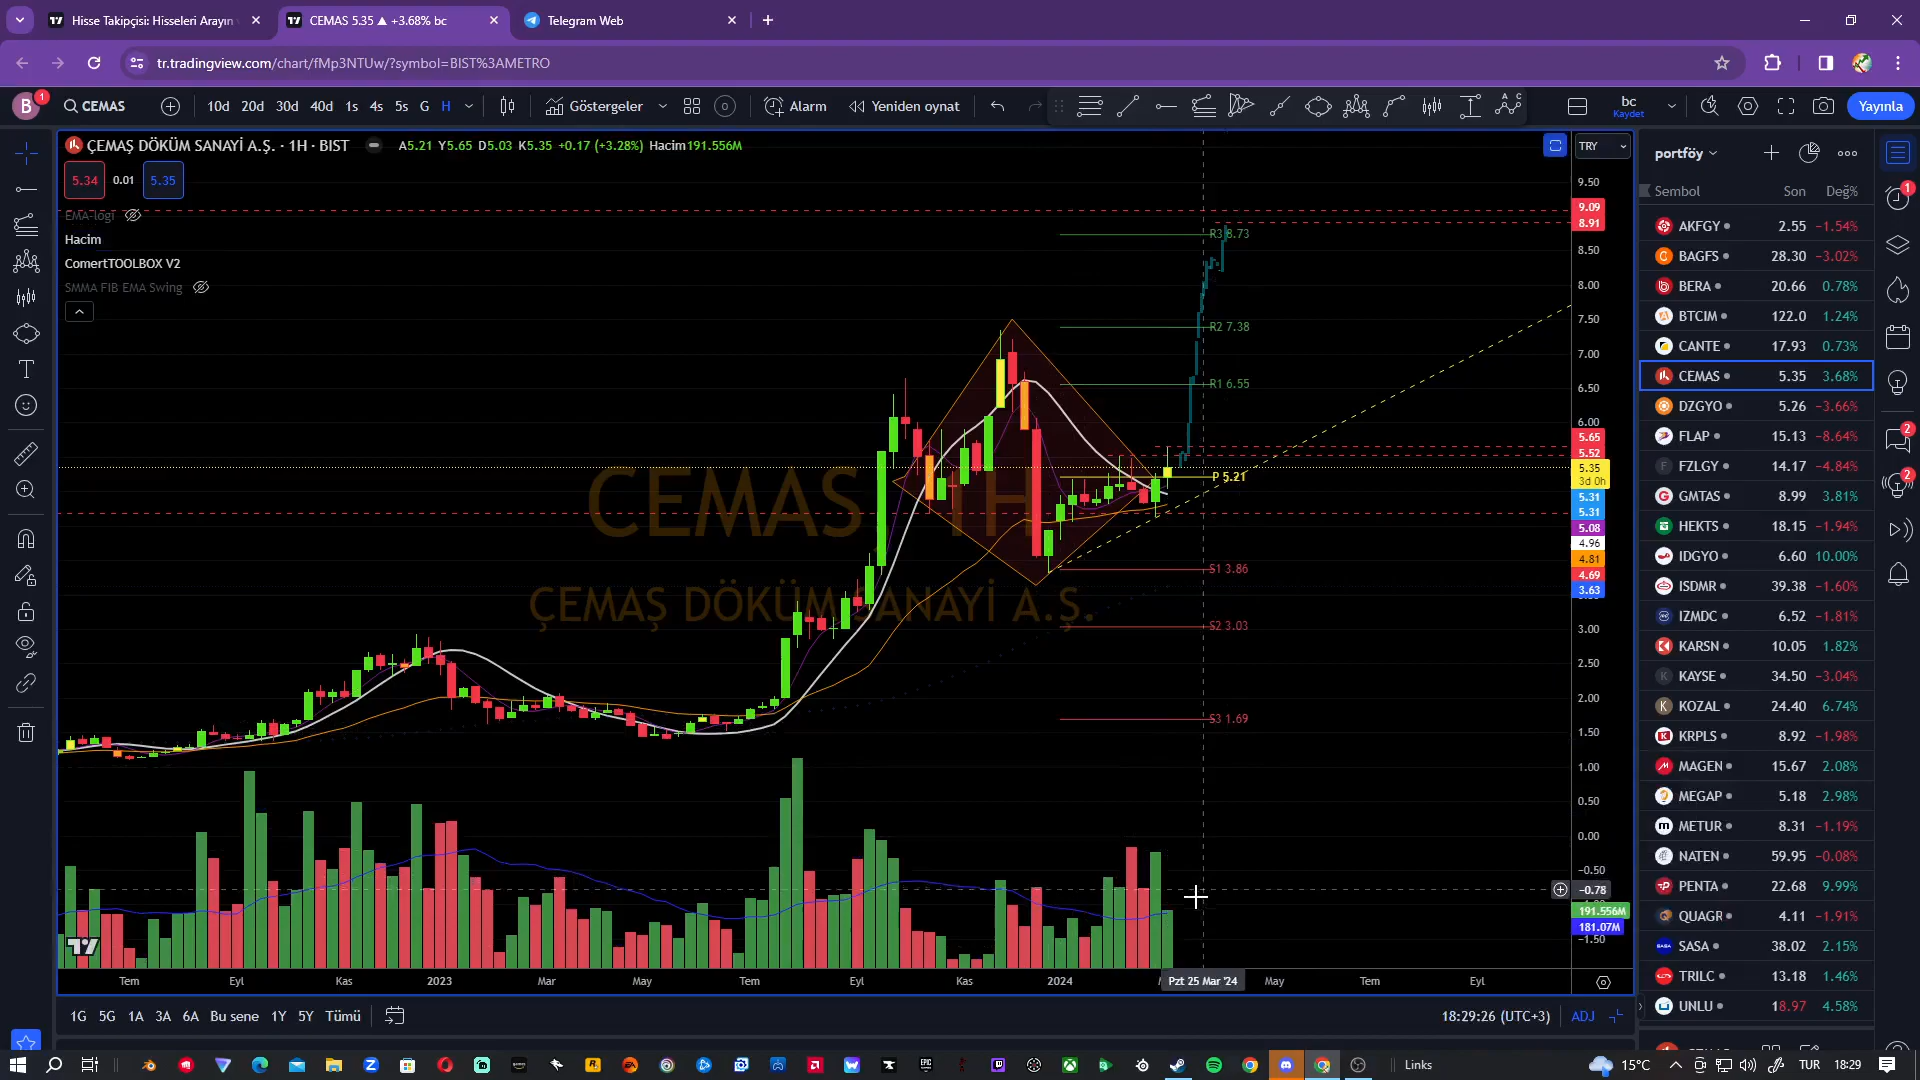 Hisse Takipçisi: Hisseleri Arayın
CEMAS 5.35 ▲ +3.68% bc
Telegram Web
tr.tradingview.com/chart/fMp3NTUw/?symbol=BIST%3AMETRO
B 1
CEMAS
10d 20d 30d 40d 1s 4s 5s G H
Göstergeler
Alarm
Yeniden oynat
bc
Kaydet
Yayınla
ÇEMAŞ DÖKÜM SANAYİ A.Ş. · 1H · BIST
A5.21 Y5.65 D5.03 K5.35 +0.17 (+3.28%) Hacim191.556M
5.34 0.01 5.35
EMA-logi
Hacim
ComertTOOLBOX V2
SMMA FIB EMA Swing
CEMAS 1H
ÇEMAŞ DÖKÜM SANAYİ A.Ş.
R3 8.73
R2 7.38
R1 6.55
P 5.21
S1 3.86
S2 3.03
S3 1.69
TRY
9.50
9.09
8.91
8.50
8.00
7.50
7.00
6.50
6.00
5.65
5.52
5.35
3d 0h
5.31
5.31
5.08
4.96
4.81
4.69
3.63
3.00
2.50
2.00
1.50
1.00
0.50
0.00
−0.50
−0.78
191.556M
181.07M
−1.50
Tem Eyl Kas 2023 Mar May Tem Eyl Kas 2024 Pzt 25 Mar '24 May Tem Eyl
1G 5G 1A 3A 6A Bu sene 1Y 5Y Tümü
18:29:26 (UTC+3) ADJ
portföy
Sembol Son Değ%
AKFGY 2.55 −1.54%
BAGFS 28.30 −3.02%
BERA 20.66 0.78%
BTCIM 122.0 1.24%
CANTE 17.93 0.73%
CEMAS 5.35 3.68%
DZGYO 5.26 −3.66%
FLAP 15.13 −8.64%
FZLGY 14.17 −4.84%
GMTAS 8.99 3.81%
HEKTS 18.15 −1.94%
IDGYO 6.60 10.00%
ISDMR 39.38 −1.60%
IZMDC 6.52 −1.81%
KARSN 10.05 1.82%
KAYSE 34.50 −3.04%
KOZAL 24.40 6.74%
KRPLS 8.92 −1.98%
MAGEN 15.67 2.08%
MEGAP 5.18 2.98%
METUR 8.31 −1.19%
NATEN 59.95 −0.08%
PENTA 22.68 9.99%
QUAGR 4.11 −1.91%
SASA 38.02 2.15%
TRILC 13.18 1.46%
UNLU 18.97 4.58%
1
2
2
Links
15°C
TUR 18:29